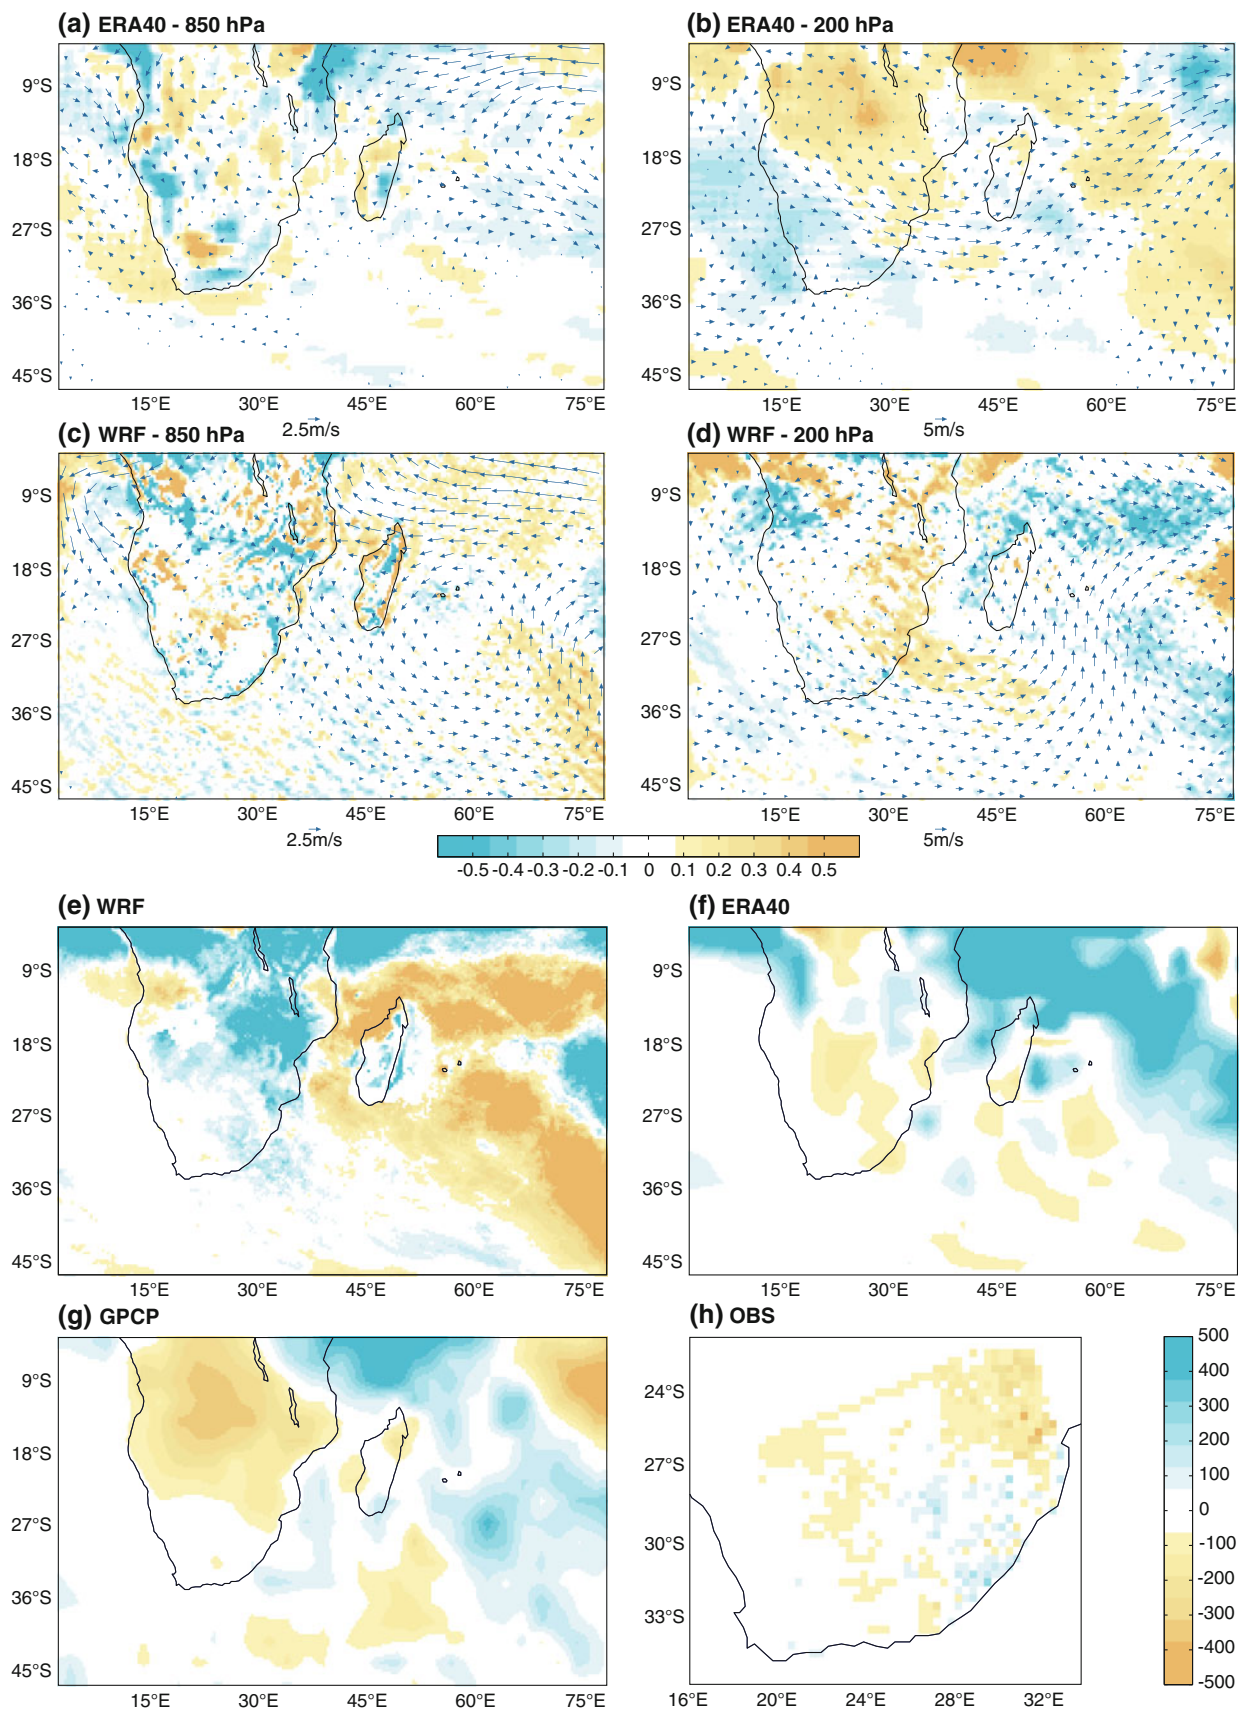 (a) ERA40 - 850 hPa
(b) ERA40 - 200 hPa
9°S
18°S
27°S
36°S
45°S
9°S
18°S
27°S
36°S
45°S
15°E 30°E 45°E 60°E 75°E
15°E 30°E 45°E 60°E 75°E
2.5m/s
5m/s
(c) WRF - 850 hPa
(d) WRF - 200 hPa
9°S
18°S
27°S
36°S
45°S
9°S
18°S
27°S
36°S
45°S
15°E 30°E 45°E 60°E 75°E
15°E 30°E 45°E 60°E 75°E
2.5m/s
5m/s
-0.5 -0.4 -0.3 -0.2 -0.1 0 0.1 0.2 0.3 0.4 0.5
(e) WRF
(f) ERA40
9°S
18°S
27°S
36°S
45°S
9°S
18°S
27°S
36°S
45°S
15°E 30°E 45°E 60°E 75°E
15°E 30°E 45°E 60°E 75°E
(g) GPCP
(h) OBS
9°S
18°S
27°S
36°S
45°S
24°S
27°S
30°S
33°S
15°E 30°E 45°E 60°E 75°E
16°E 20°E 24°E 28°E 32°E
500
400
300
200
100
0
-100
-200
-300
-400
-500